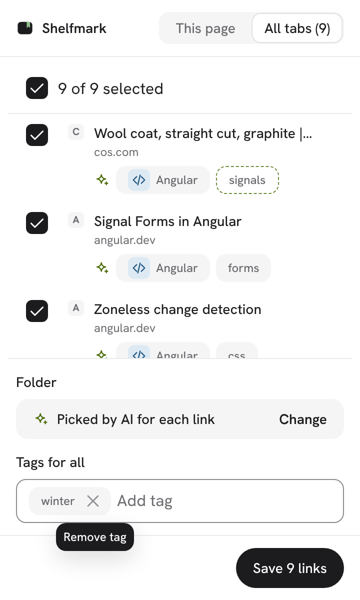 Shelfmark
This page
All tabs (9)
9 of 9 selected
C
Wool coat, straight cut, graphite |...
cos.com
</> Angular
signals
A
Signal Forms in Angular
angular.dev
</> Angular
forms
A
Zoneless change detection
angular.dev
</> Angular
css
Folder
Picked by AI for each link
Change
Tags for all
winter
Add tag
Remove tag
Save 9 links